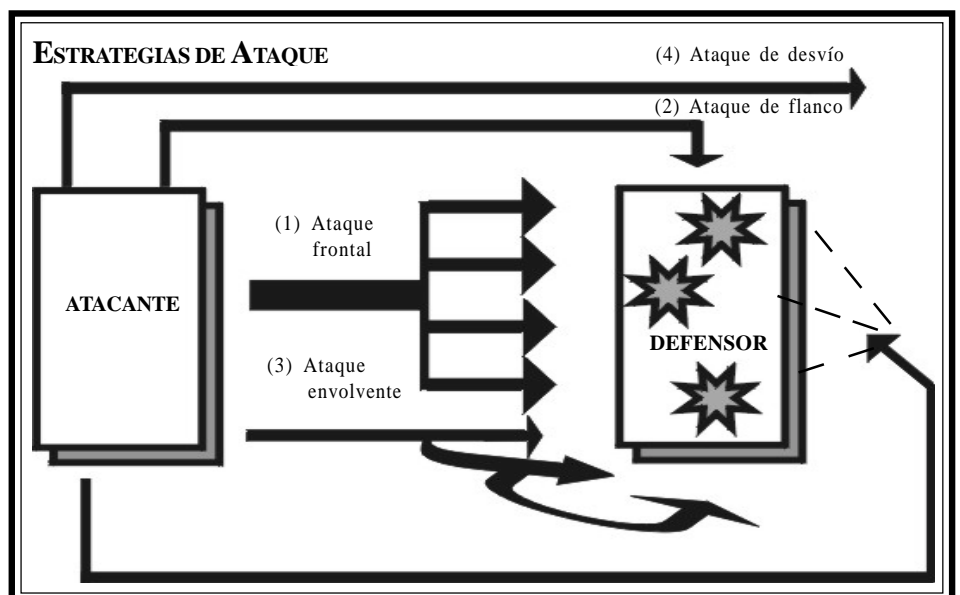 ESTRATEGIAS DE ATAQUE
(4) Ataque de desvío
(2) Ataque de flanco
(1) Ataque
frontal
ATACANTE
DEFENSOR
(3) Ataque
envolvente